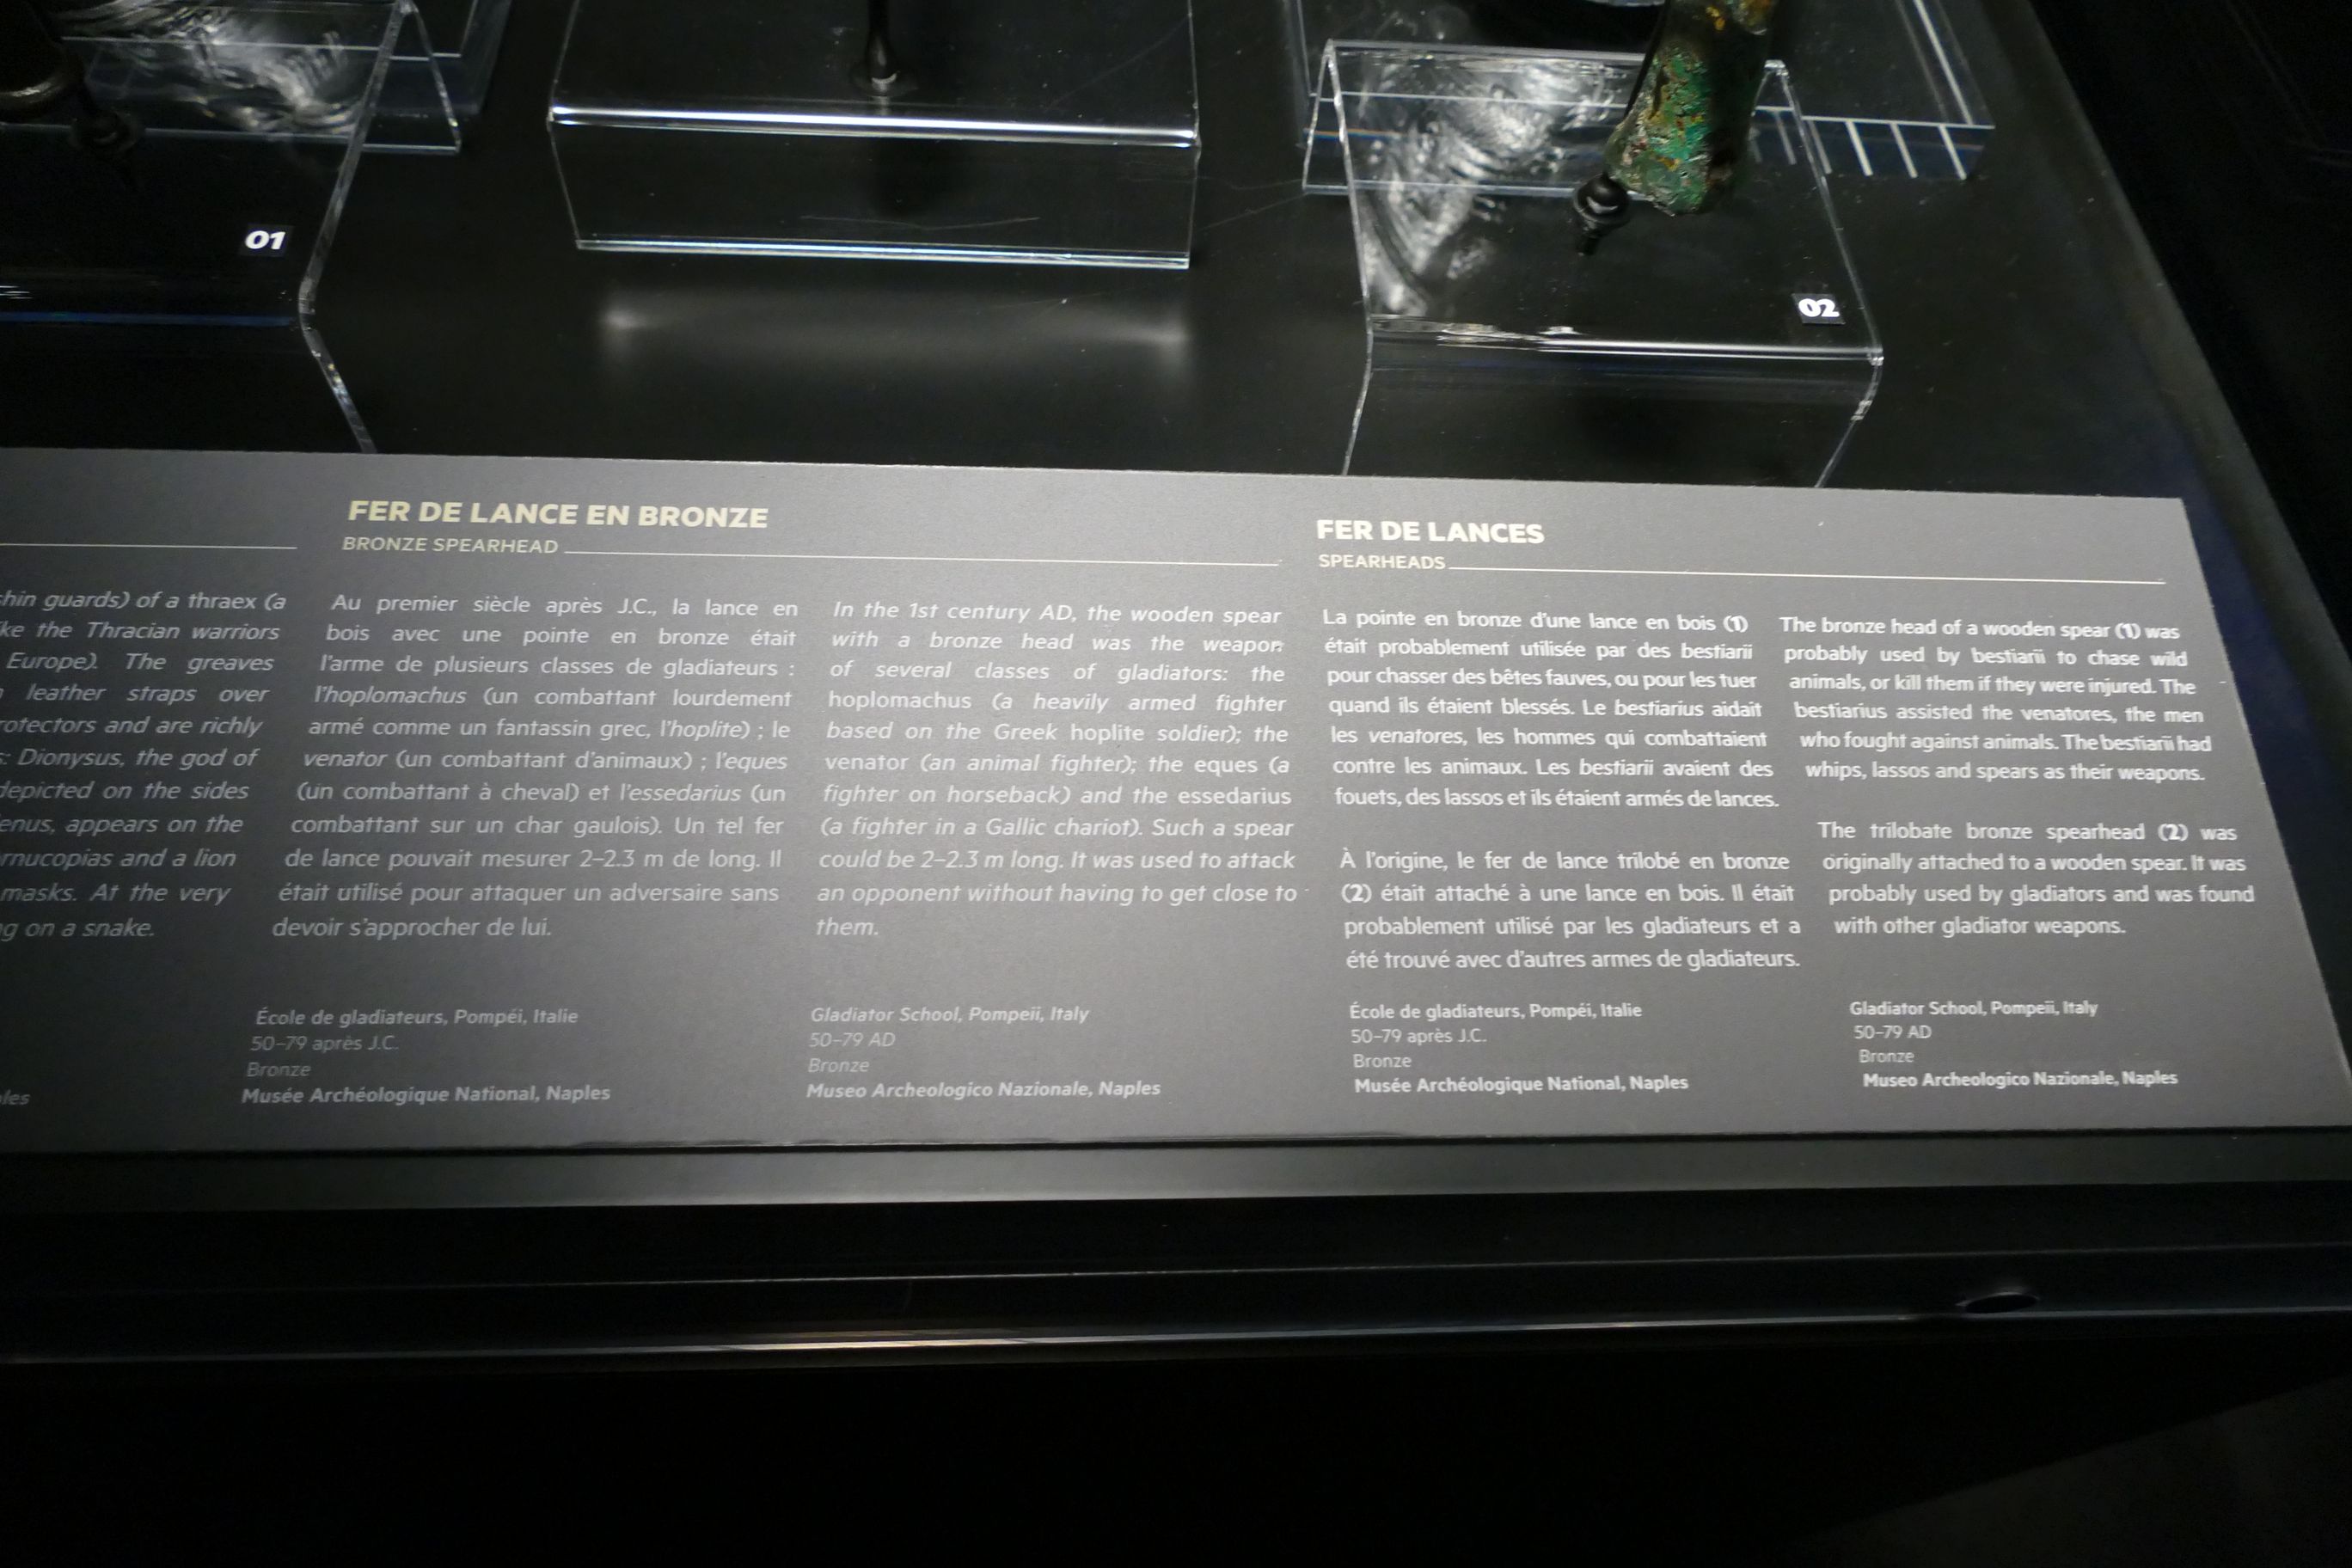 01
02
hin guards) of a thraex (a
ke the Thracian warriors
Europe). The greaves
leather straps over
rotectors and are richly
: Dionysus, the god of
depicted on the sides
enus, appears on the
rnucopias and a lion
masks. At the very
g on a snake.
les
FER DE LANCE EN BRONZE
BRONZE SPEARHEAD
Au premier siècle après J.C., la lance en
bois avec une pointe en bronze était
l'arme de plusieurs classes de gladiateurs :
l'hoplomachus (un combattant lourdement
armé comme un fantassin grec, l'hoplite) ; le
venator (un combattant d'animaux) ; l'eques
(un combattant à cheval) et l'essedarius (un
combattant sur un char gaulois). Un tel fer
de lance pouvait mesurer 2–2.3 m de long. Il
était utilisé pour attaquer un adversaire sans
devoir s'approcher de lui.
École de gladiateurs, Pompéi, Italie
50–79 après J.C.
Bronze
Musée Archéologique National, Naples
In the 1st century AD, the wooden spear
with a bronze head was the weapon
of several classes of gladiators: the
hoplomachus (a heavily armed fighter
based on the Greek hoplite soldier); the
venator (an animal fighter); the eques (a
fighter on horseback) and the essedarius
(a fighter in a Gallic chariot). Such a spear
could be 2–2.3 m long. It was used to attack
an opponent without having to get close to
them.
Gladiator School, Pompeii, Italy
50–79 AD
Bronze
Museo Archeologico Nazionale, Naples
FER DE LANCES
SPEARHEADS
La pointe en bronze d'une lance en bois (1)
était probablement utilisée par des bestiarii
pour chasser des bêtes fauves, ou pour les tuer
quand ils étaient blessés. Le bestiarius aidait
les venatores, les hommes qui combattaient
contre les animaux. Les bestiarii avaient des
fouets, des lassos et ils étaient armés de lances.
À l'origine, le fer de lance trilobé en bronze
(2) était attaché à une lance en bois. Il était
probablement utilisé par les gladiateurs et a
été trouvé avec d'autres armes de gladiateurs.
École de gladiateurs, Pompéi, Italie
50–79 après J.C.
Bronze
Musée Archéologique National, Naples
The bronze head of a wooden spear (1) was
probably used by bestiarii to chase wild
animals, or kill them if they were injured. The
bestiarius assisted the venatores, the men
who fought against animals. The bestiarii had
whips, lassos and spears as their weapons.
The trilobate bronze spearhead (2) was
originally attached to a wooden spear. It was
probably used by gladiators and was found
with other gladiator weapons.
Gladiator School, Pompeii, Italy
50–79 AD
Bronze
Museo Archeologico Nazionale, Naples